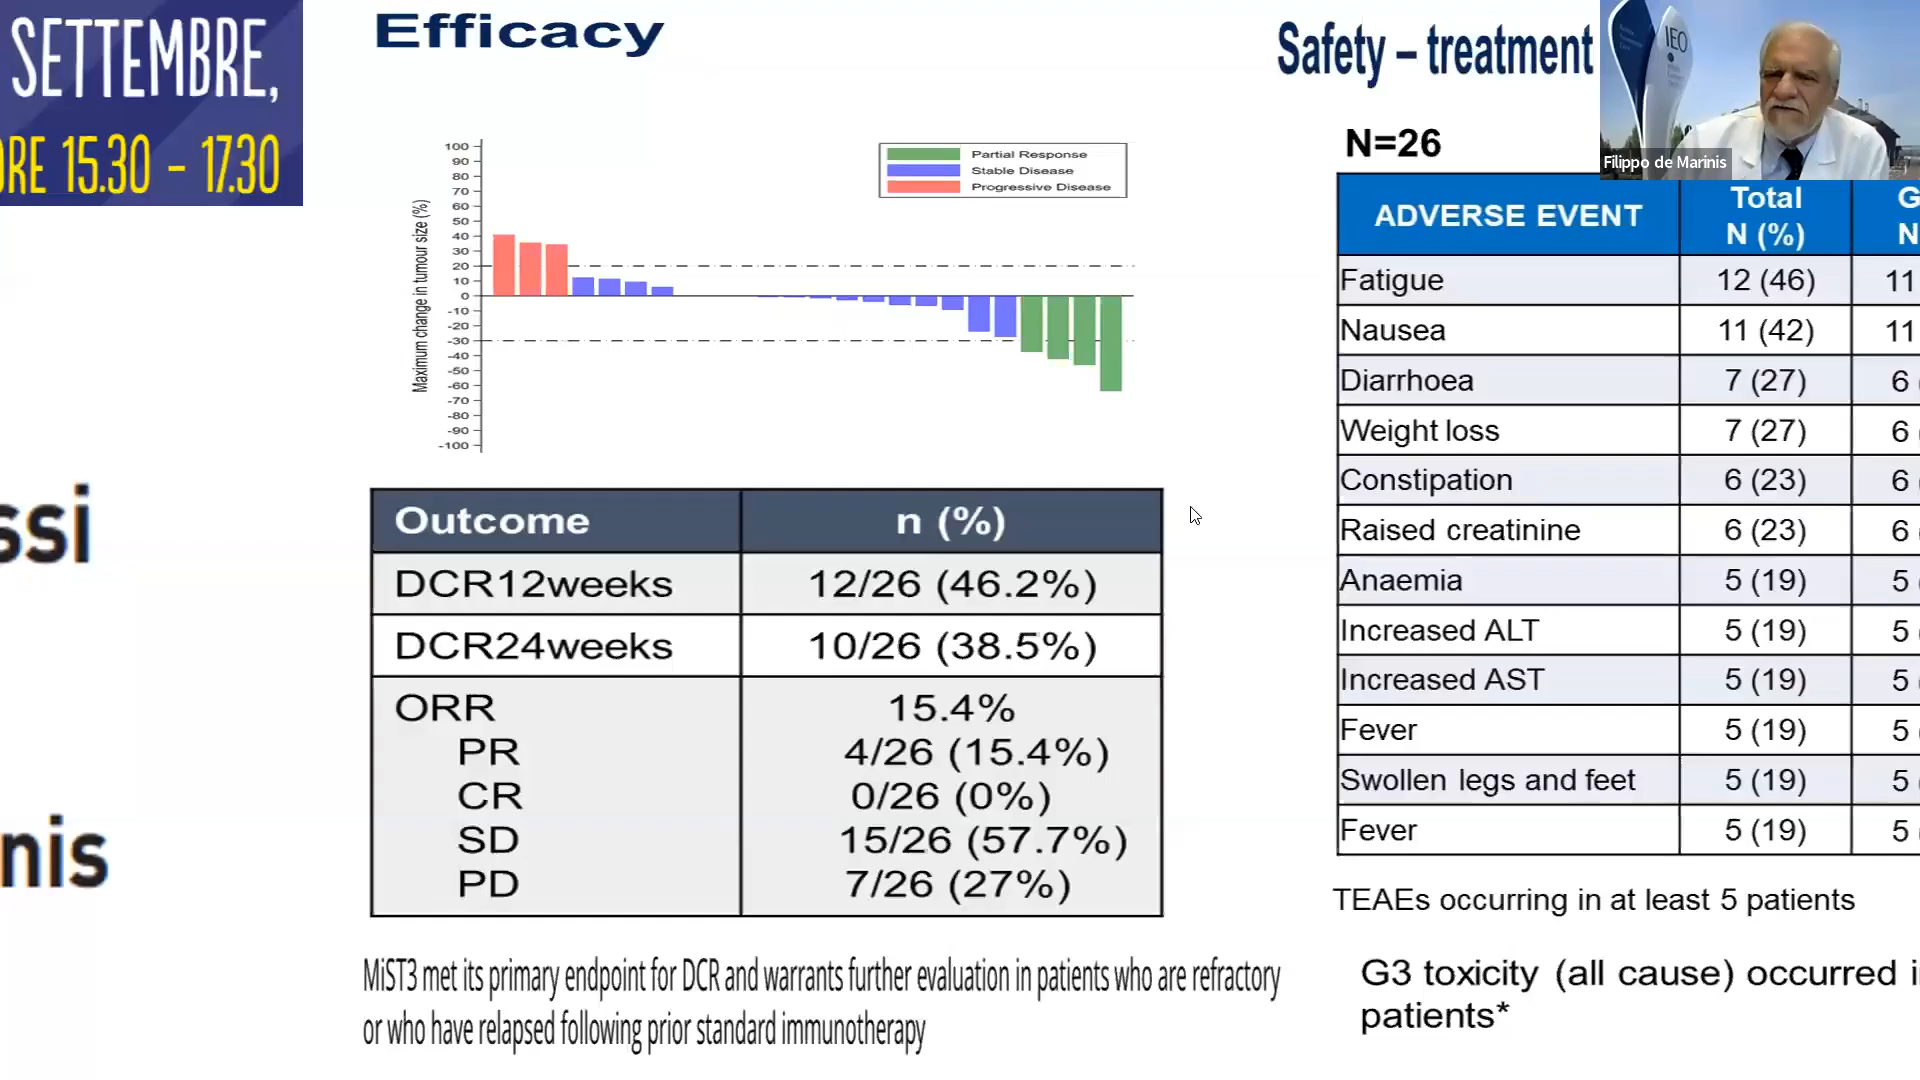 SETTEMBRE,
ORE 15.30 - 17.30
ssi
nis
Efficacy
100
90
80
70
60
50
40
30
20
10
0
-10
-20
-30
-40
-50
-60
-70
-80
-90
-100
Maximum change in tumour size (%)
Partial Response
Stable Disease
Progressive Disease
Outcome n (%)
DCR12weeks 12/26 (46.2%)
DCR24weeks 10/26 (38.5%)
ORR 15.4%
PR 4/26 (15.4%)
CR 0/26 (0%)
SD 15/26 (57.7%)
PD 7/26 (27%)
MiST3 met its primary endpoint for DCR and warrants further evaluation in patients who are refractory
or who have relapsed following prior standard immunotherapy
Safety – treatment
IEO
Filippo de Marinis
N=26
ADVERSE EVENT Total N (%) G N
Fatigue 12 (46) 11
Nausea 11 (42) 11
Diarrhoea 7 (27) 6
Weight loss 7 (27) 6
Constipation 6 (23) 6
Raised creatinine 6 (23) 6
Anaemia 5 (19) 5
Increased ALT 5 (19) 5
Increased AST 5 (19) 5
Fever 5 (19) 5
Swollen legs and feet 5 (19) 5
Fever 5 (19) 5
TEAEs occurring in at least 5 patients
G3 toxicity (all cause) occurred i
patients*